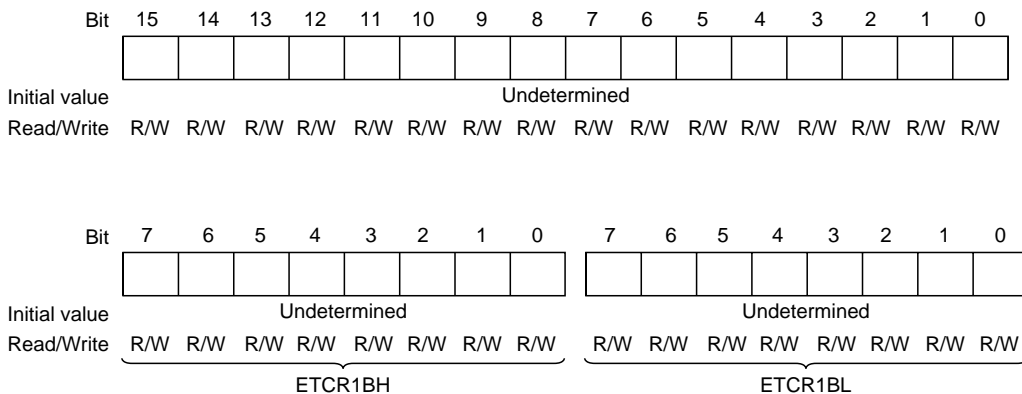 Bit 15 14 13 12 11 10 9 8 7 6 5 4 3 2 1 0
Initial value Undetermined
Read/Write R/W R/W R/W R/W R/W R/W R/W R/W R/W R/W R/W R/W R/W R/W R/W R/W
Bit 7 6 5 4 3 2 1 0 7 6 5 4 3 2 1 0
Initial value Undetermined Undetermined
Read/Write R/W R/W R/W R/W R/W R/W R/W R/W R/W R/W R/W R/W R/W R/W R/W R/W
ETCR1BH ETCR1BL